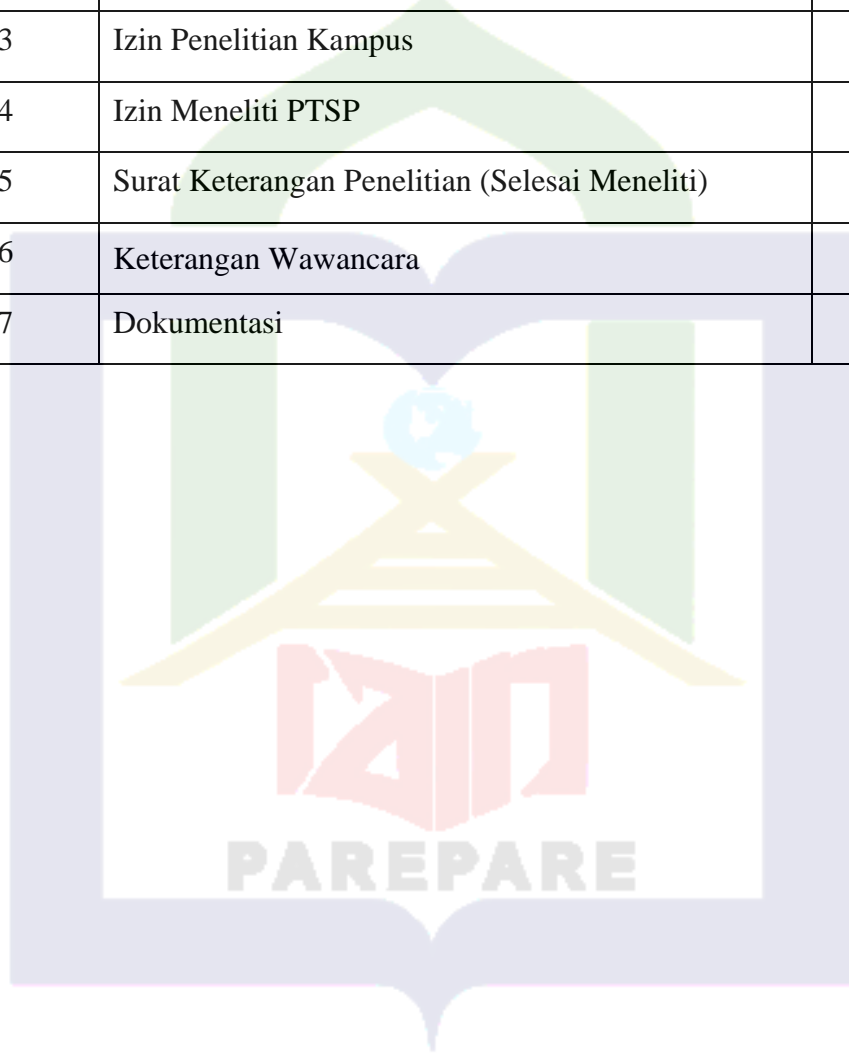 3 Izin Penelitian Kampus
4 Izin Meneliti PTSP
5 Surat Keterangan Penelitian (Selesai Meneliti)
6 Keterangan Wawancara
7 Dokumentasi
iain
PAREPARE